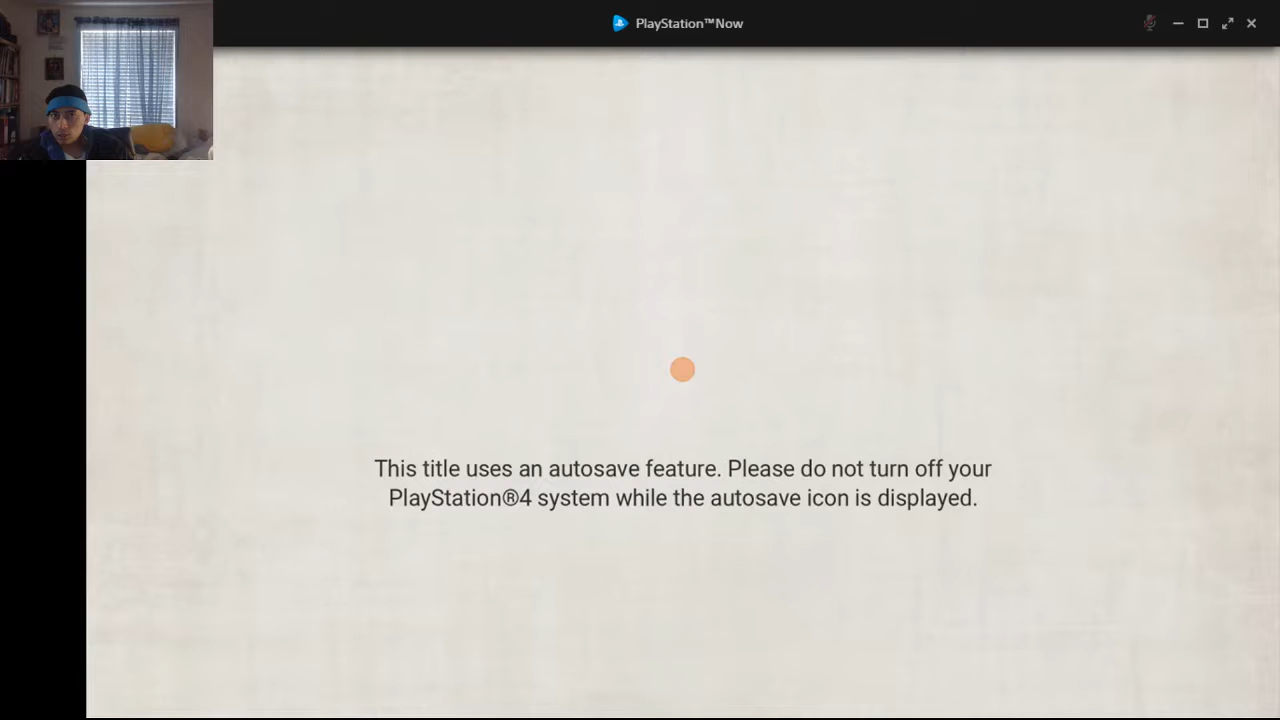 PlayStation™Now
This title uses an autosave feature. Please do not turn off your
PlayStation®4 system while the autosave icon is displayed.